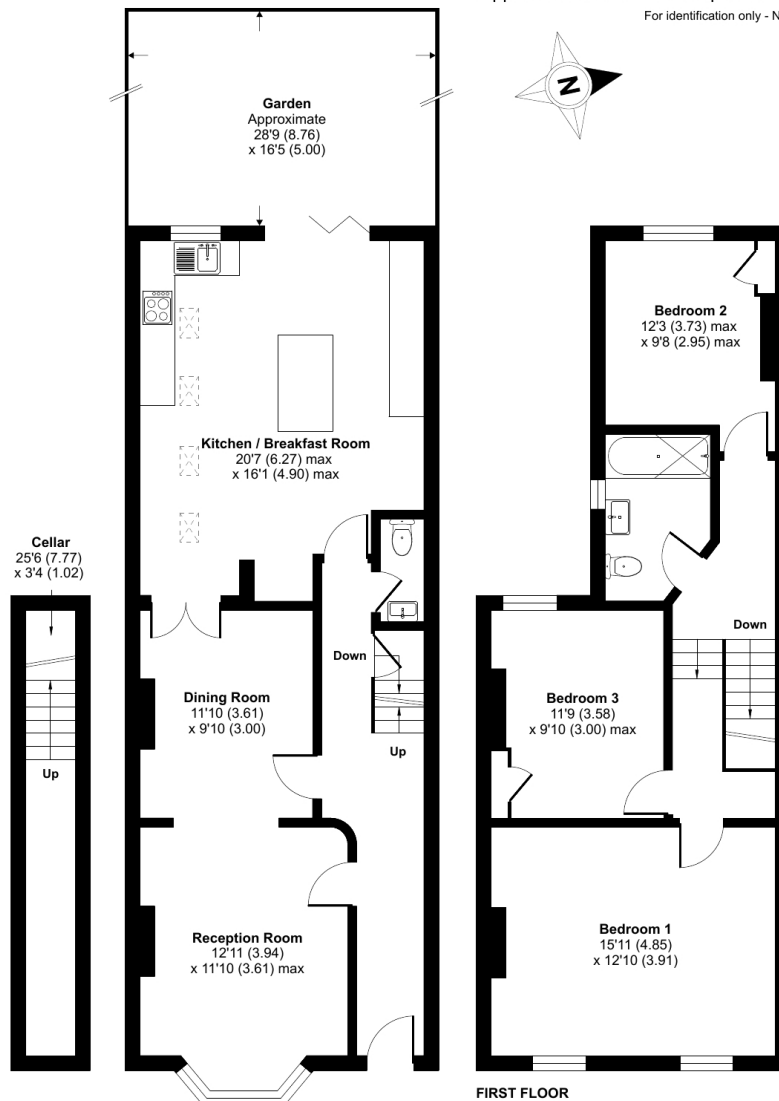 For identification only - N
Garden
Approximate
28'9 (8.76)
x 16'5 (5.00)
N
Bedroom 2
12'3 (3.73) max
x 9'8 (2.95) max
Kitchen / Breakfast Room
20'7 (6.27) max
x 16'1 (4.90) max
Cellar
25'6 (7.77)
x 3'4 (1.02)
Up
Down
Dining Room
11'10 (3.61)
x 9'10 (3.00)
Up
Down
Bedroom 3
11'9 (3.58)
x 9'10 (3.00) max
Reception Room
12'11 (3.94)
x 11'10 (3.61) max
Bedroom 1
15'11 (4.85)
x 12'10 (3.91)
FIRST FLOOR